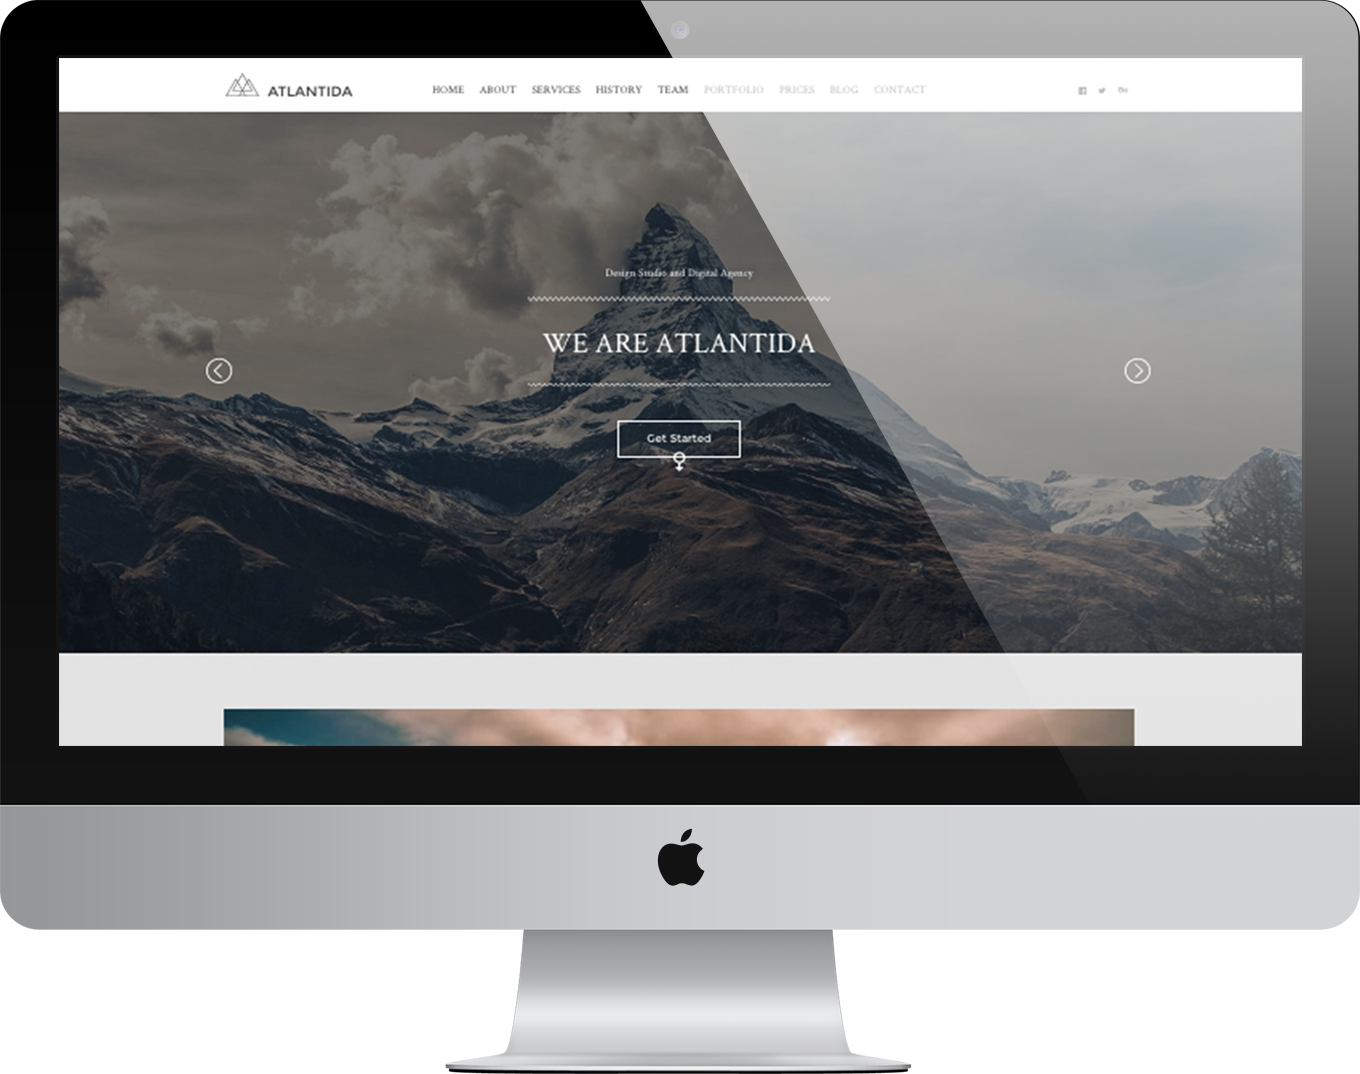 ATLANTIDA
HOME ABOUT SERVICES HISTORY TEAM PORTFOLIO PRICES BLOG CONTACT
Design Studio and Digital Agency
WE ARE ATLANTIDA
Get Started